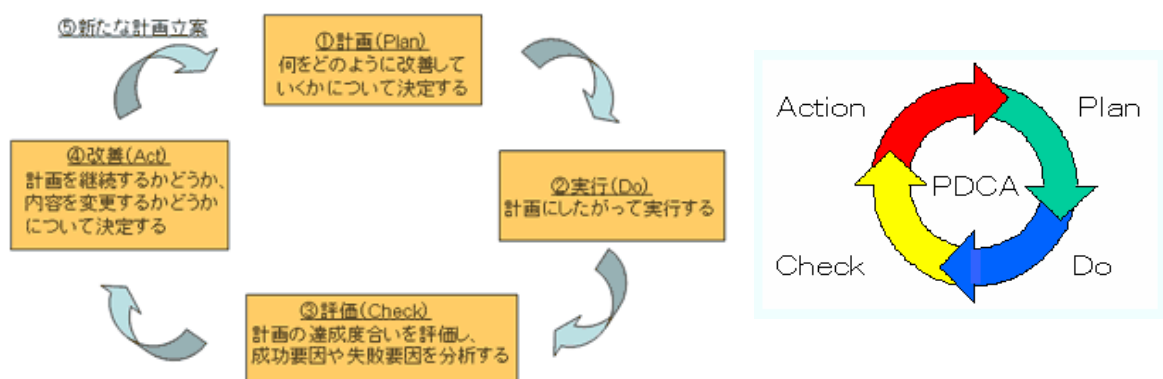 ⑤新たな計画立案
①計画(Plan)
何をどのように改善して
いくかについて決定する
②実行(Do)
計画にしたがって実行する
③評価(Check)
計画の達成度合いを評価し、
成功要因や失敗要因を分析する
④改善(Act)
計画を継続するかどうか、
内容を変更するかどうか
について決定する
Action
Plan
PDCA
Check
Do